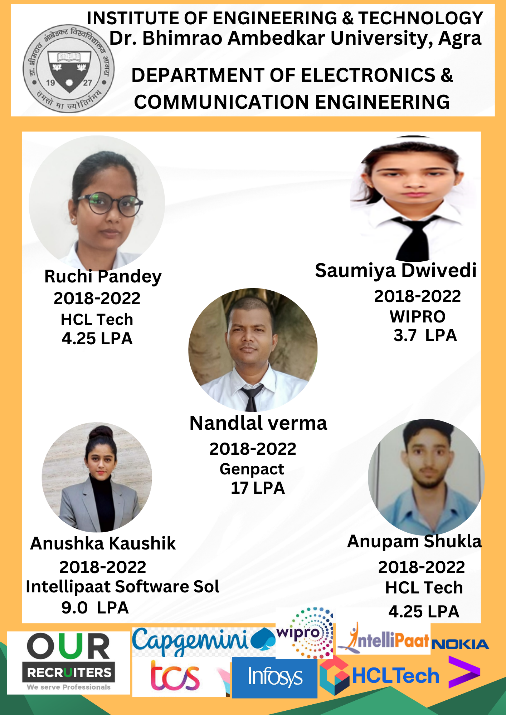 INSTITUTE OF ENGINEERING & TECHNOLOGY
Dr. Bhimrao Ambedkar University, Agra
DEPARTMENT OF ELECTRONICS &
COMMUNICATION ENGINEERING
19 27
Ruchi Pandey
2018-2022
HCL Tech
4.25 LPA
Saumiya Dwivedi
2018-2022
WIPRO
3.7 LPA
Nandlal verma
2018-2022
Genpact
17 LPA
Anushka Kaushik
2018-2022
Intellipaat Software Sol
9.0 LPA
Anupam Shukla
2018-2022
HCL Tech
4.25 LPA
OUR
RECRUITERS
We serve Professionals
Capgemini
wipro
IntelliPaat
NOKIA
tcs
Infosys
HCLTech